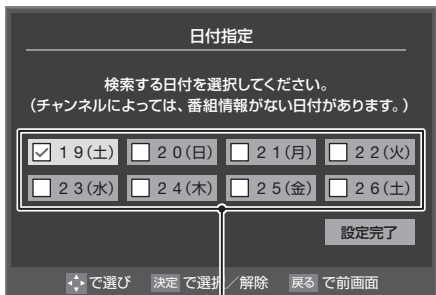 日付指定
検索する日付を選択してください。
(チャンネルによっては、番組情報がない日付があります。)
19(土) 20(日) 21(月) 22(火)
23(水) 24(木) 25(金) 26(土)
設定完了
で選び 決定 で選択/解除 戻る で前画面